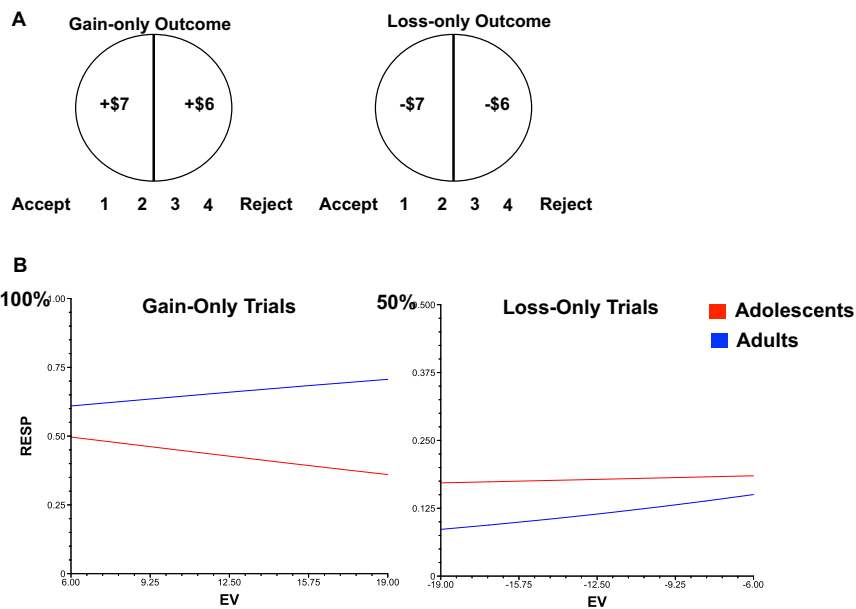 A
Gain-only Outcome
Loss-only Outcome
+$7
+$6
-$7
-$6
Accept 1 2 3 4 Reject
Accept 1 2 3 4 Reject
B
100%
1.00
Gain-Only Trials
0.75
0.50
0.25
0
RESP
6.00 9.25 12.50 15.75 19.00
EV
50%
0.500
Loss-Only Trials
0.375
0.250
0.125
0
-19.00 -15.75 -12.50 -9.25 -6.00
EV
Adolescents
Adults